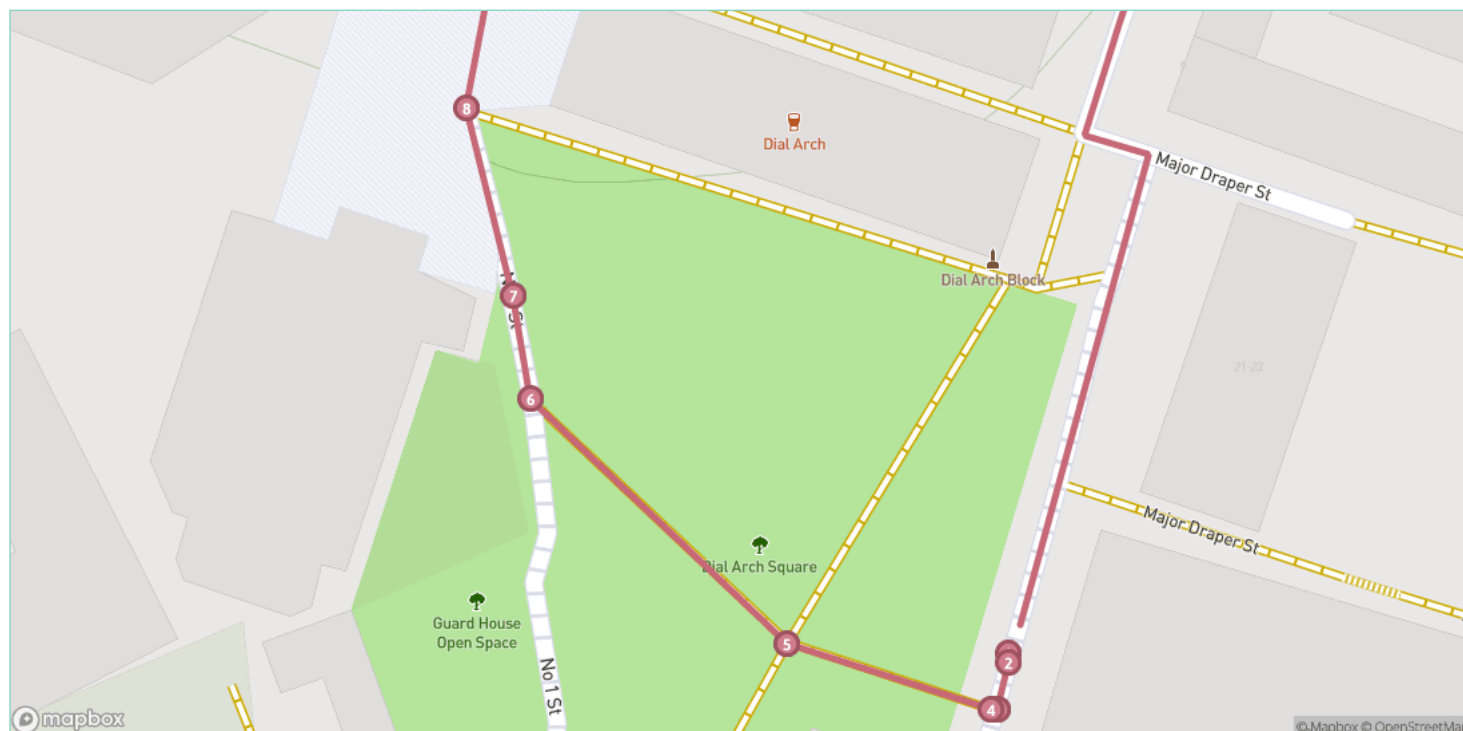 8
Dial Arch
Major Draper St
Dial Arch Block
7
21-23
6
Major Draper St
Dial Arch Square
Guard House
Open Space
5
2
No 1 St
4
mapbox
© Mapbox © OpenStreetMap